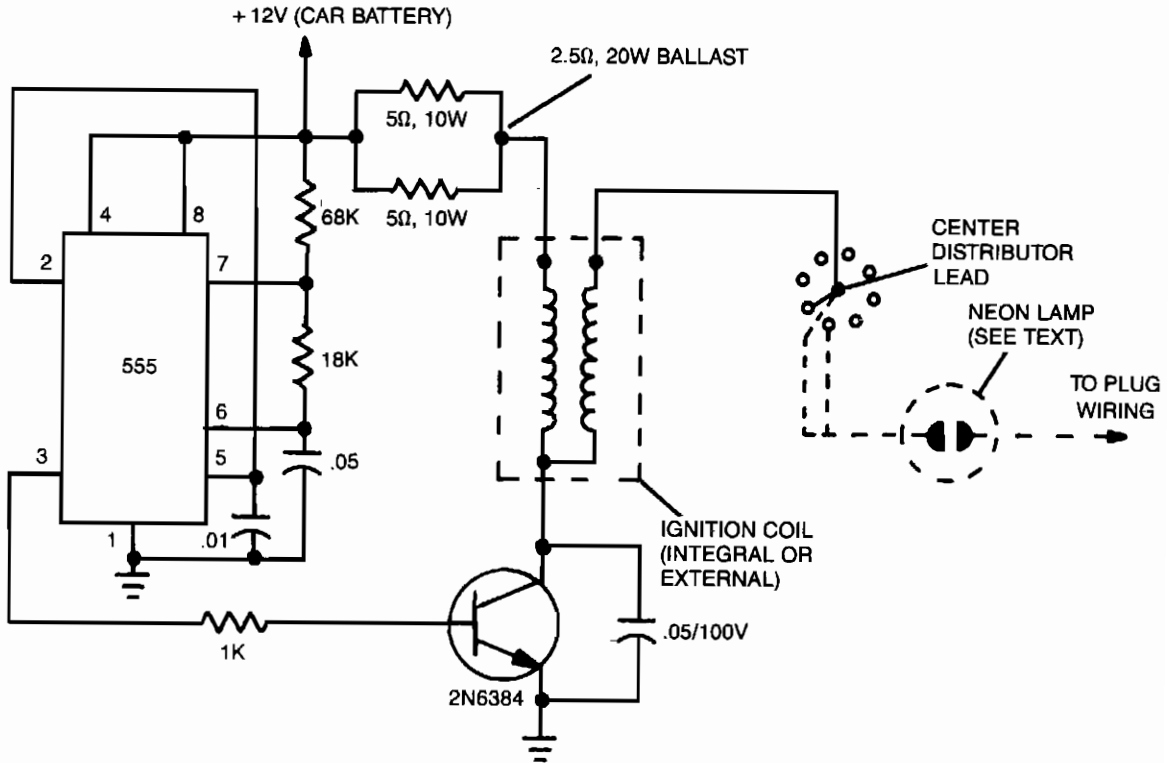 + 12V (CAR BATTERY)
2.5Ω, 20W BALLAST
5Ω, 10W
5Ω, 10W
4
8
68K
2
7
CENTER
DISTRIBUTOR
LEAD
NEON LAMP
(SEE TEXT)
555
18K
TO PLUG
WIRING
6
3
5
.05
1
.01
IGNITION COIL
(INTEGRAL OR
EXTERNAL)
1K
.05/100V
2N6384